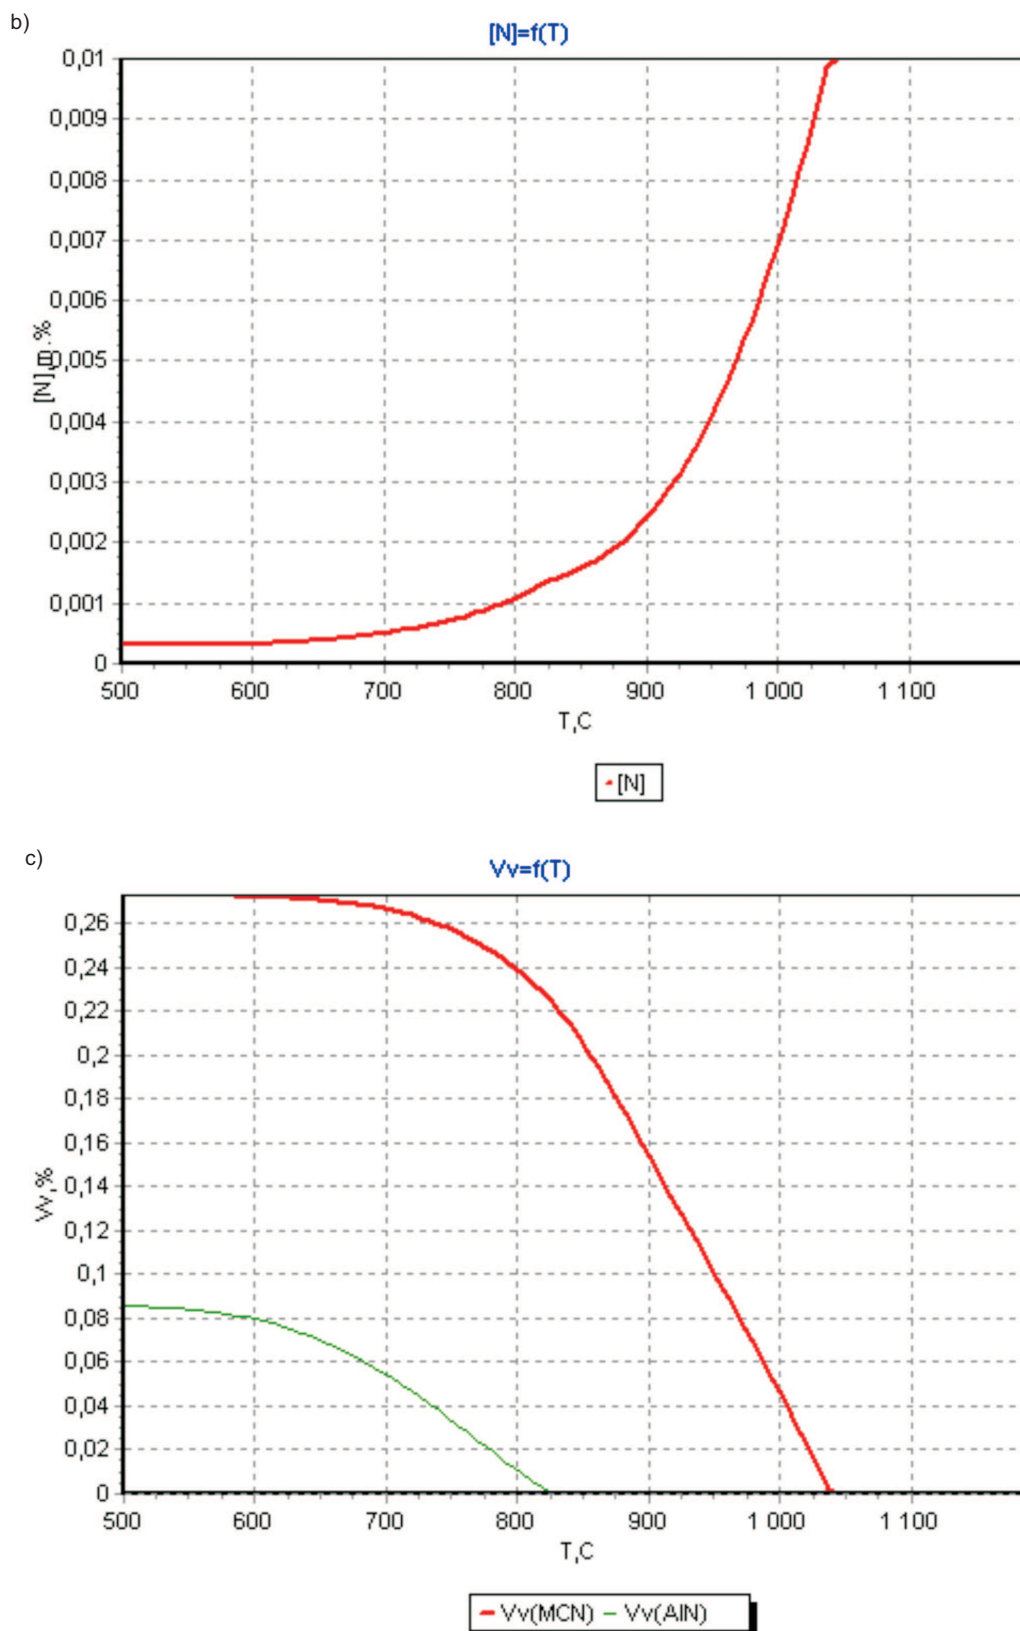 b)
[N]=f(T)
0,01
0,009
0,008
0,007
0,006
0,005
0,004
0,003
0,002
0,001
0
[N],m.%
500 600 700 800 900 1 000 1 100
T,C
[N]
c)
Vv=f(T)
0,26
0,24
0,22
0,2
0,18
0,16
0,14
0,12
0,1
0,08
0,06
0,04
0,02
0
Vv,%
500 600 700 800 900 1 000 1 100
T,C
Vv(MCN) Vv(AlN)